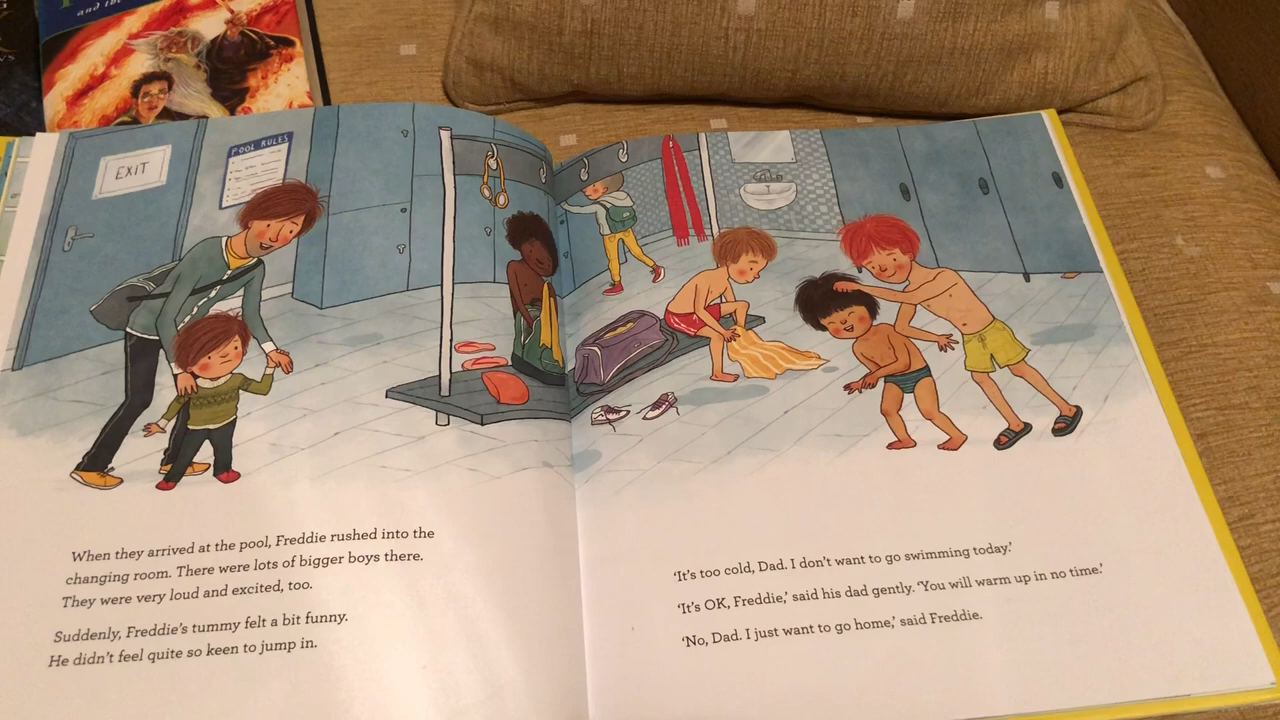 and the
EXIT
POOL RULES
When they arrived at the pool, Freddie rushed into the
changing room. There were lots of bigger boys there.
They were very loud and excited, too.
Suddenly, Freddie's tummy felt a bit funny.
He didn't feel quite so keen to jump in.
'It's too cold, Dad. I don't want to go swimming today.'
'It's OK, Freddie,' said his dad gently. 'You will warm up in no time.'
'No, Dad. I just want to go home,' said Freddie.